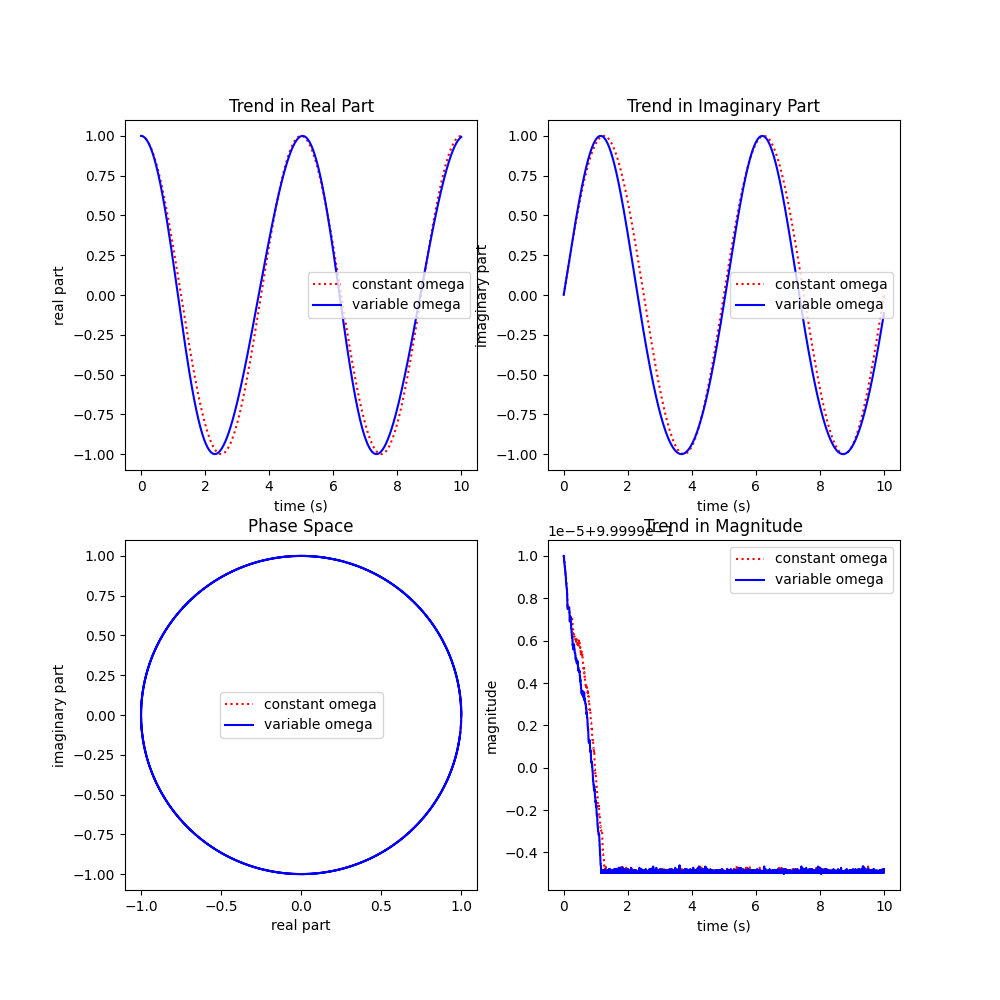 Trend in Real Part
1.00
0.75
0.50
0.25
0.00
−0.25
−0.50
−0.75
−1.00
real part
constant omega
variable omega
0 2 4 6 8 10
time (s)
Trend in Imaginary Part
1.00
0.75
0.50
0.25
0.00
−0.25
−0.50
−0.75
−1.00
imaginary part
constant omega
variable omega
0 2 4 6 8 10
time (s)
Phase Space
1.00
0.75
0.50
0.25
0.00
−0.25
−0.50
−0.75
−1.00
imaginary part
constant omega
variable omega
−1.0 −0.5 0.0 0.5 1.0
real part
Trend in Magnitude
1e−5+9.9999e−1
1.0
0.8
0.6
0.4
0.2
0.0
−0.2
−0.4
magnitude
constant omega
variable omega
0 2 4 6 8 10
time (s)